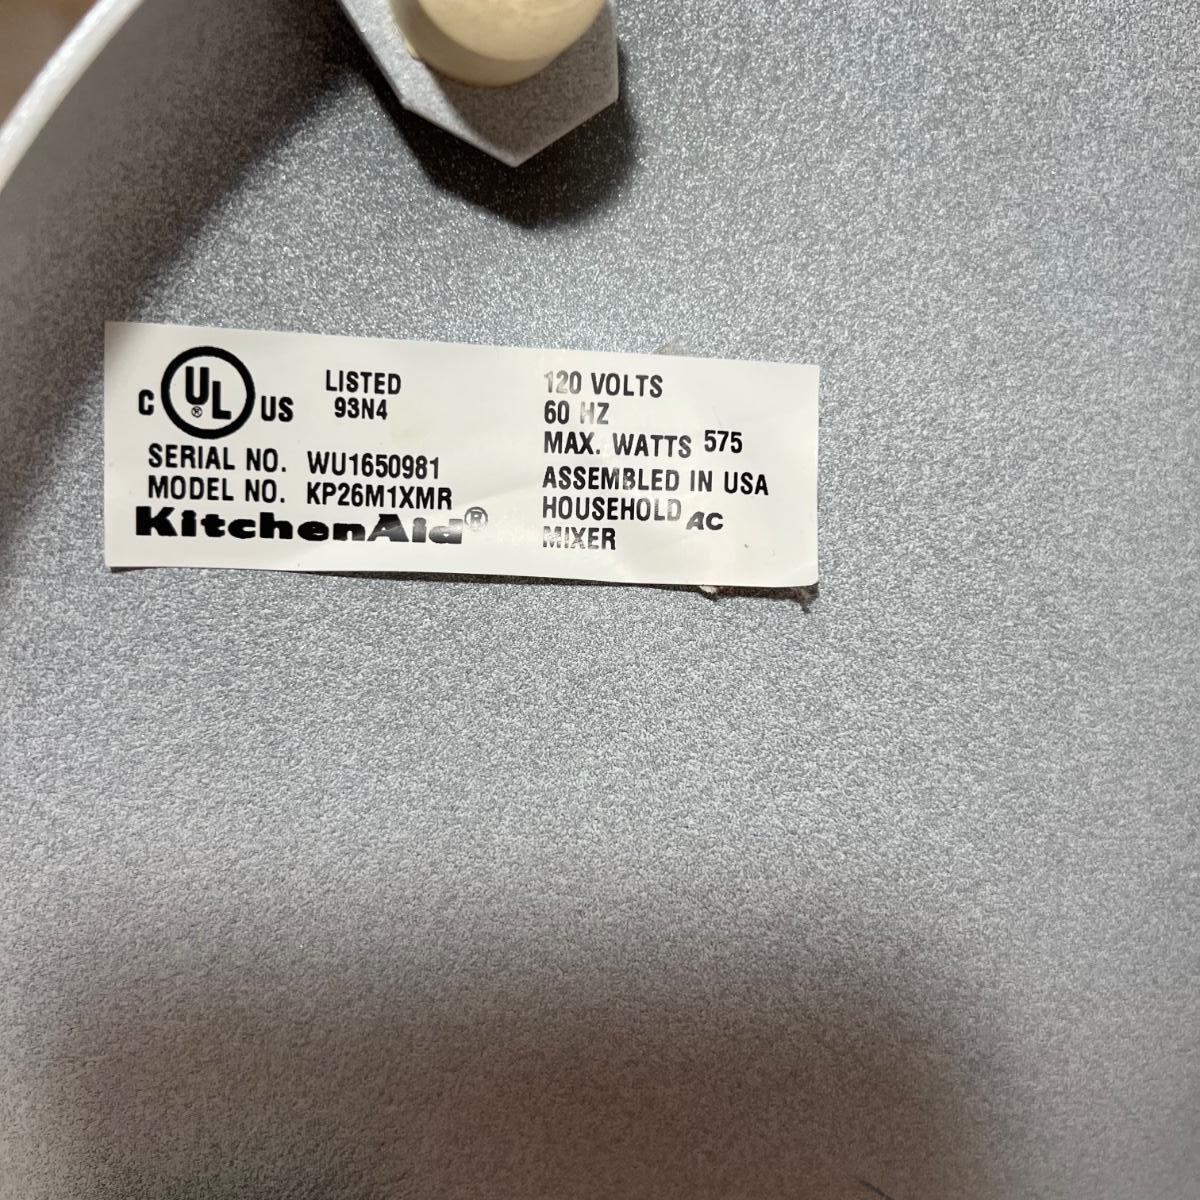 C UL® US
LISTED
93N4
SERIAL NO. WU1650981
MODEL NO. KP26M1XMR
KitchenAid®
120 VOLTS
60 HZ
MAX. WATTS 575
ASSEMBLED IN USA
HOUSEHOLD AC
MIXER